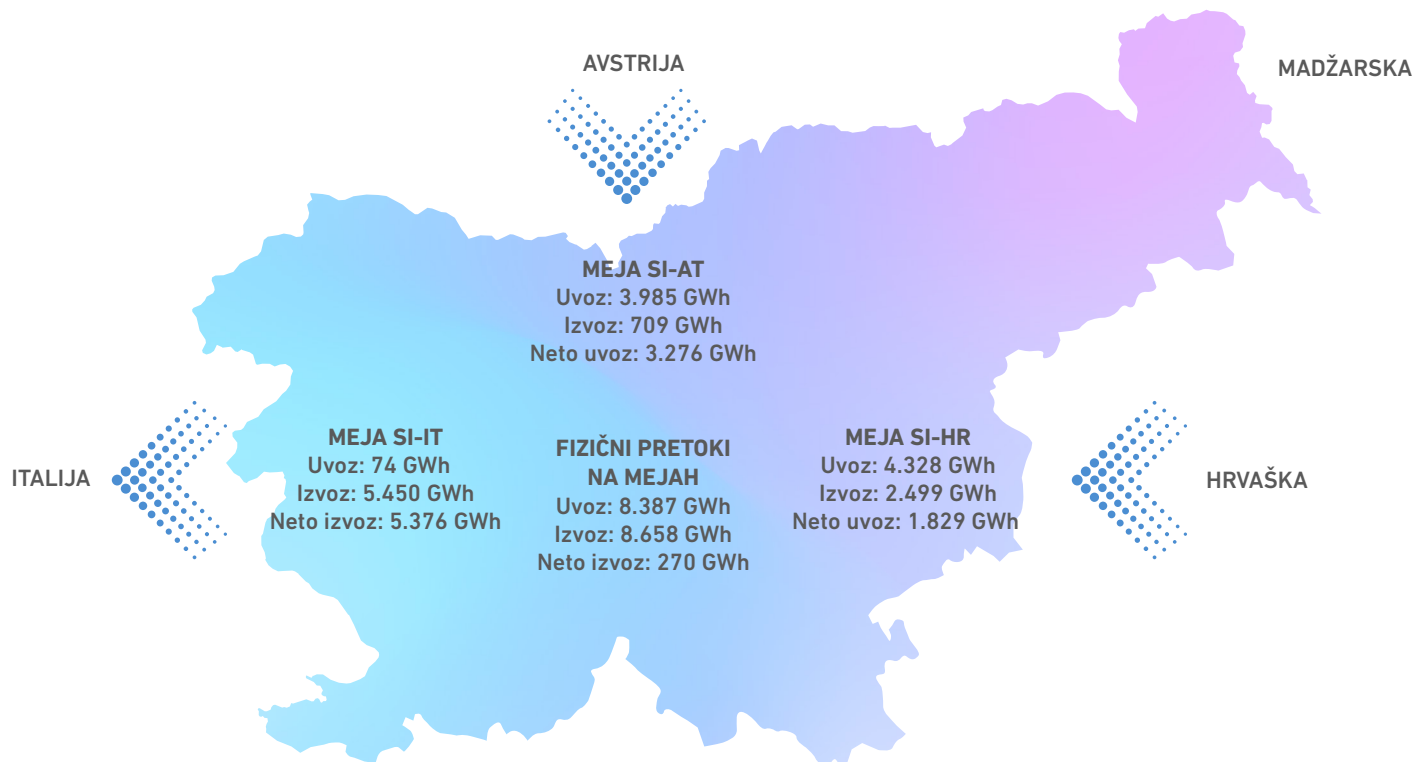 AVSTRIJA
MADŽARSKA
MEJA SI-AT
Uvoz: 3.985 GWh
Izvoz: 709 GWh
Neto uvoz: 3.276 GWh
ITALIJA
MEJA SI-IT
Uvoz: 74 GWh
Izvoz: 5.450 GWh
Neto izvoz: 5.376 GWh
FIZIČNI PRETOKI
NA MEJAH
Uvoz: 8.387 GWh
Izvoz: 8.658 GWh
Neto izvoz: 270 GWh
MEJA SI-HR
Uvoz: 4.328 GWh
Izvoz: 2.499 GWh
Neto uvoz: 1.829 GWh
HRVAŠKA